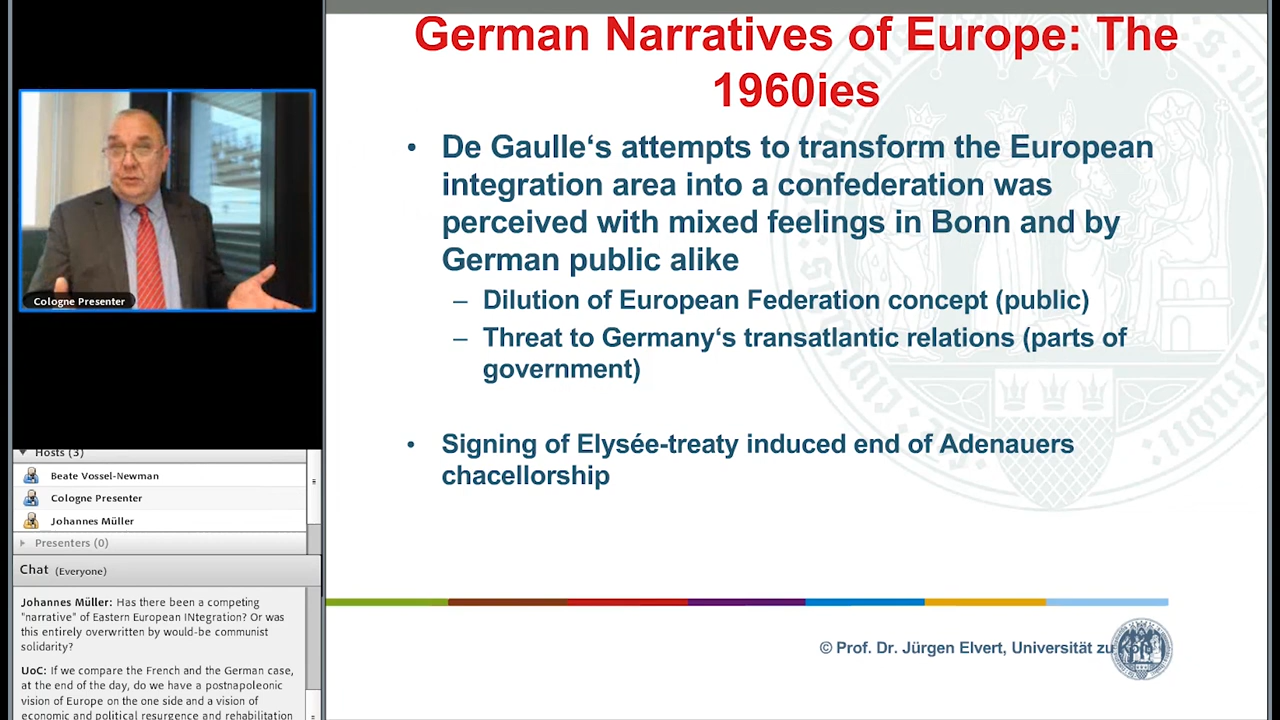 German Narratives of Europe: The
1960ies
• De Gaulle‘s attempts to transform the European
integration area into a confederation was
perceived with mixed feelings in Bonn and by
German public alike
– Dilution of European Federation concept (public)
– Threat to Germany‘s transatlantic relations (parts of
government)
• Signing of Elysée-treaty induced end of Adenauers
chacellorship
© Prof. Dr. Jürgen Elvert, Universität zu Köln
Cologne Presenter
Hosts (3)
Beate Vossel-Newman
Cologne Presenter
Johannes Müller
Presenters (0)
Chat (Everyone)
Johannes Müller: Has there been a competing
"narrative" of Eastern European INtegration? Or was
this entirely overwritten by would-be communist
solidarity?
UoC: If we compare the French and the German case,
at the end of the day, do we have a postnapoleonic
vision of Europe on the one side and a vision of
economic and political resurgence and rehabilitation